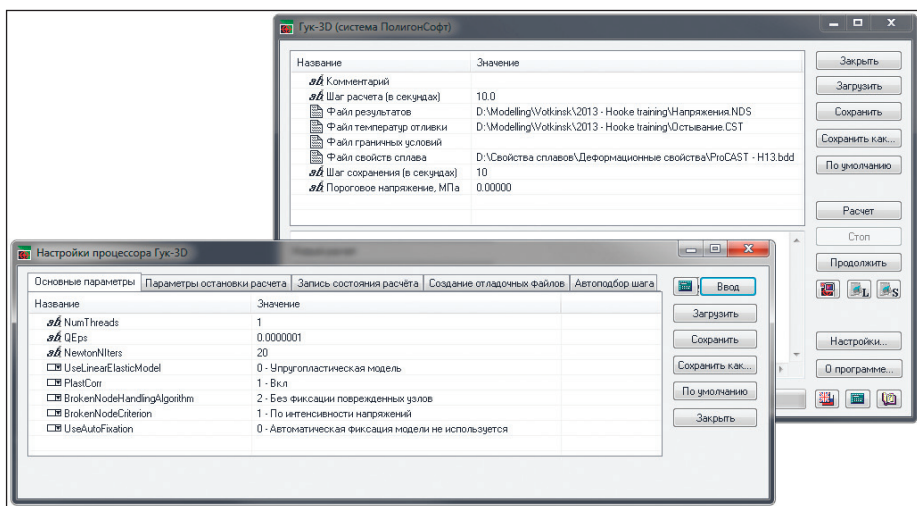 Гук-3D (система ПолигонСофт)
Название Значение
Комментарий
Шаг расчета (в секундах) 10.0
Файл результатов D:\Modelling\Votkinsk\2013 - Hooke training\Напряжения.NDS
Файл температур отливки D:\Modelling\Votkinsk\2013 - Hooke training\Остывание.CST
Файл граничных условий
Файл свойств сплава D:\Свойства сплавов\Деформационные свойства\ProCAST - H13.bdd
Шаг сохранения (в секундах) 10
Пороговое напряжение, МПа 0.00000
Закрыть
Загрузить
Сохранить
Сохранить как...
По умолчанию
Расчет
Стоп
Продолжить
Настройки...
О программе...
Настройки процессора Гук-3D
Основные параметры Параметры остановки расчета Запись состояния расчёта Создание отладочных файлов Автоподбор шага
Название Значение
NumThreads 1
QEps 0.0000001
NewtonNIters 20
UseLinearElasticModel 0 - Упругопластическая модель
PlastCorr 1 - Вкл
BrokenNodeHandlingAlgorithm 2 - Без фиксации поврежденных узлов
BrokenNodeCriterion 1 - По интенсивности напряжений
UseAutoFixation 0 - Автоматическая фиксация модели не используется
Ввод
Загрузить
Сохранить
Сохранить как...
По умолчанию
Закрыть